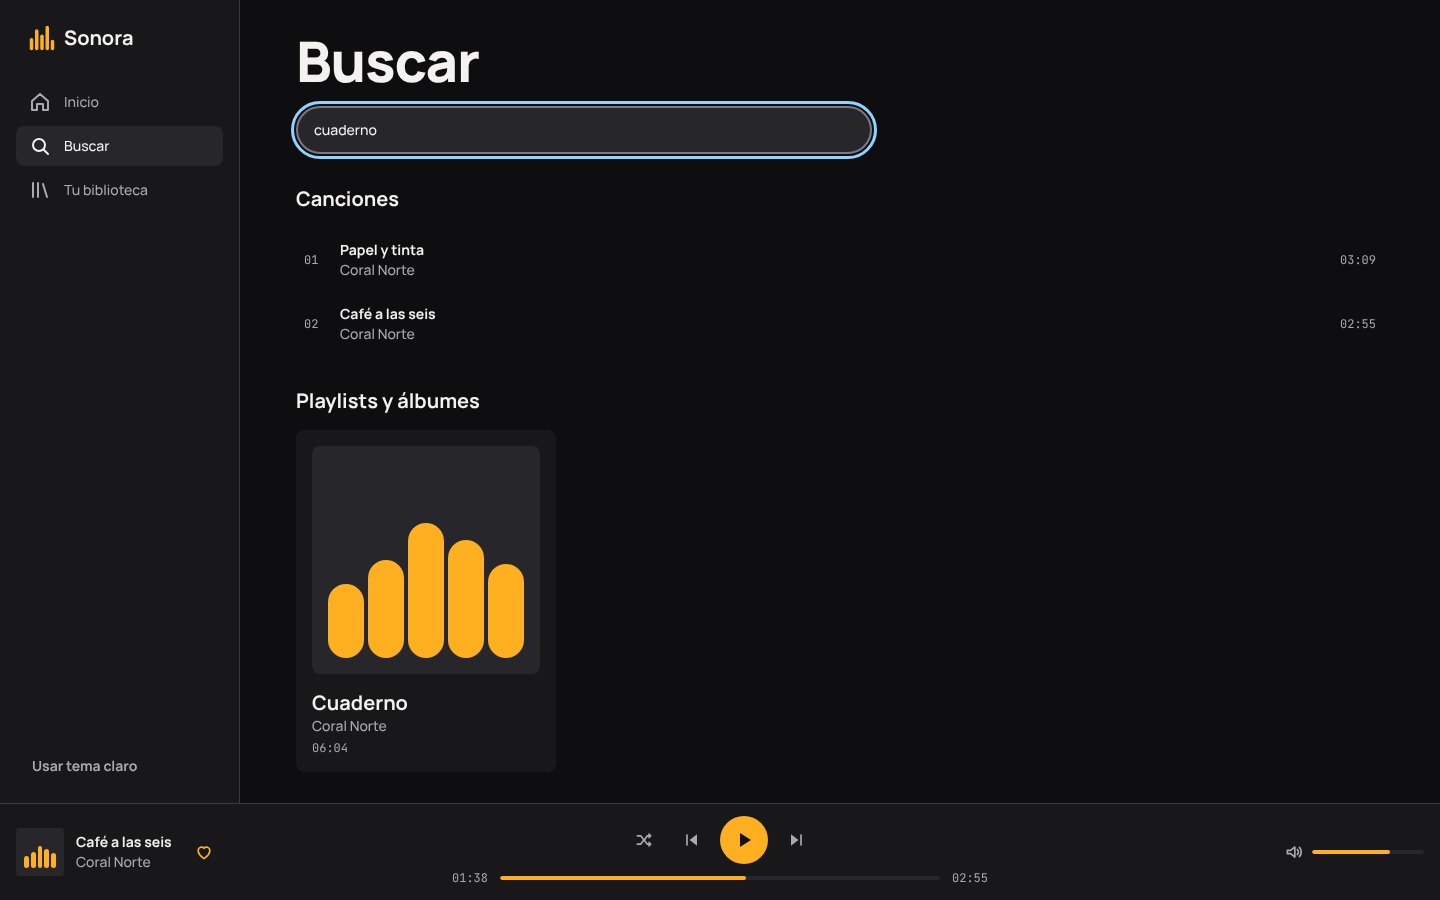 Sonora
Inicio
Buscar
Tu biblioteca
Usar tema claro
Buscar
cuaderno
Canciones
01
Papel y tinta
Coral Norte
03:09
02
Café a las seis
Coral Norte
02:55
Playlists y álbumes
Cuaderno
Coral Norte
06:04
Café a las seis
Coral Norte
01:38
02:55